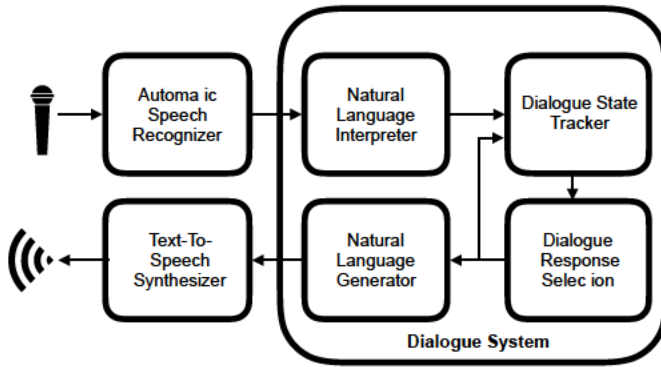 Automa ic
Speech
Recognizer
Natural
Language
Interpreter
Dialogue State
Tracker
Text-To-
Speech
Synthesizer
Natural
Language
Generator
Dialogue
Response
Selec ion
Dialogue System